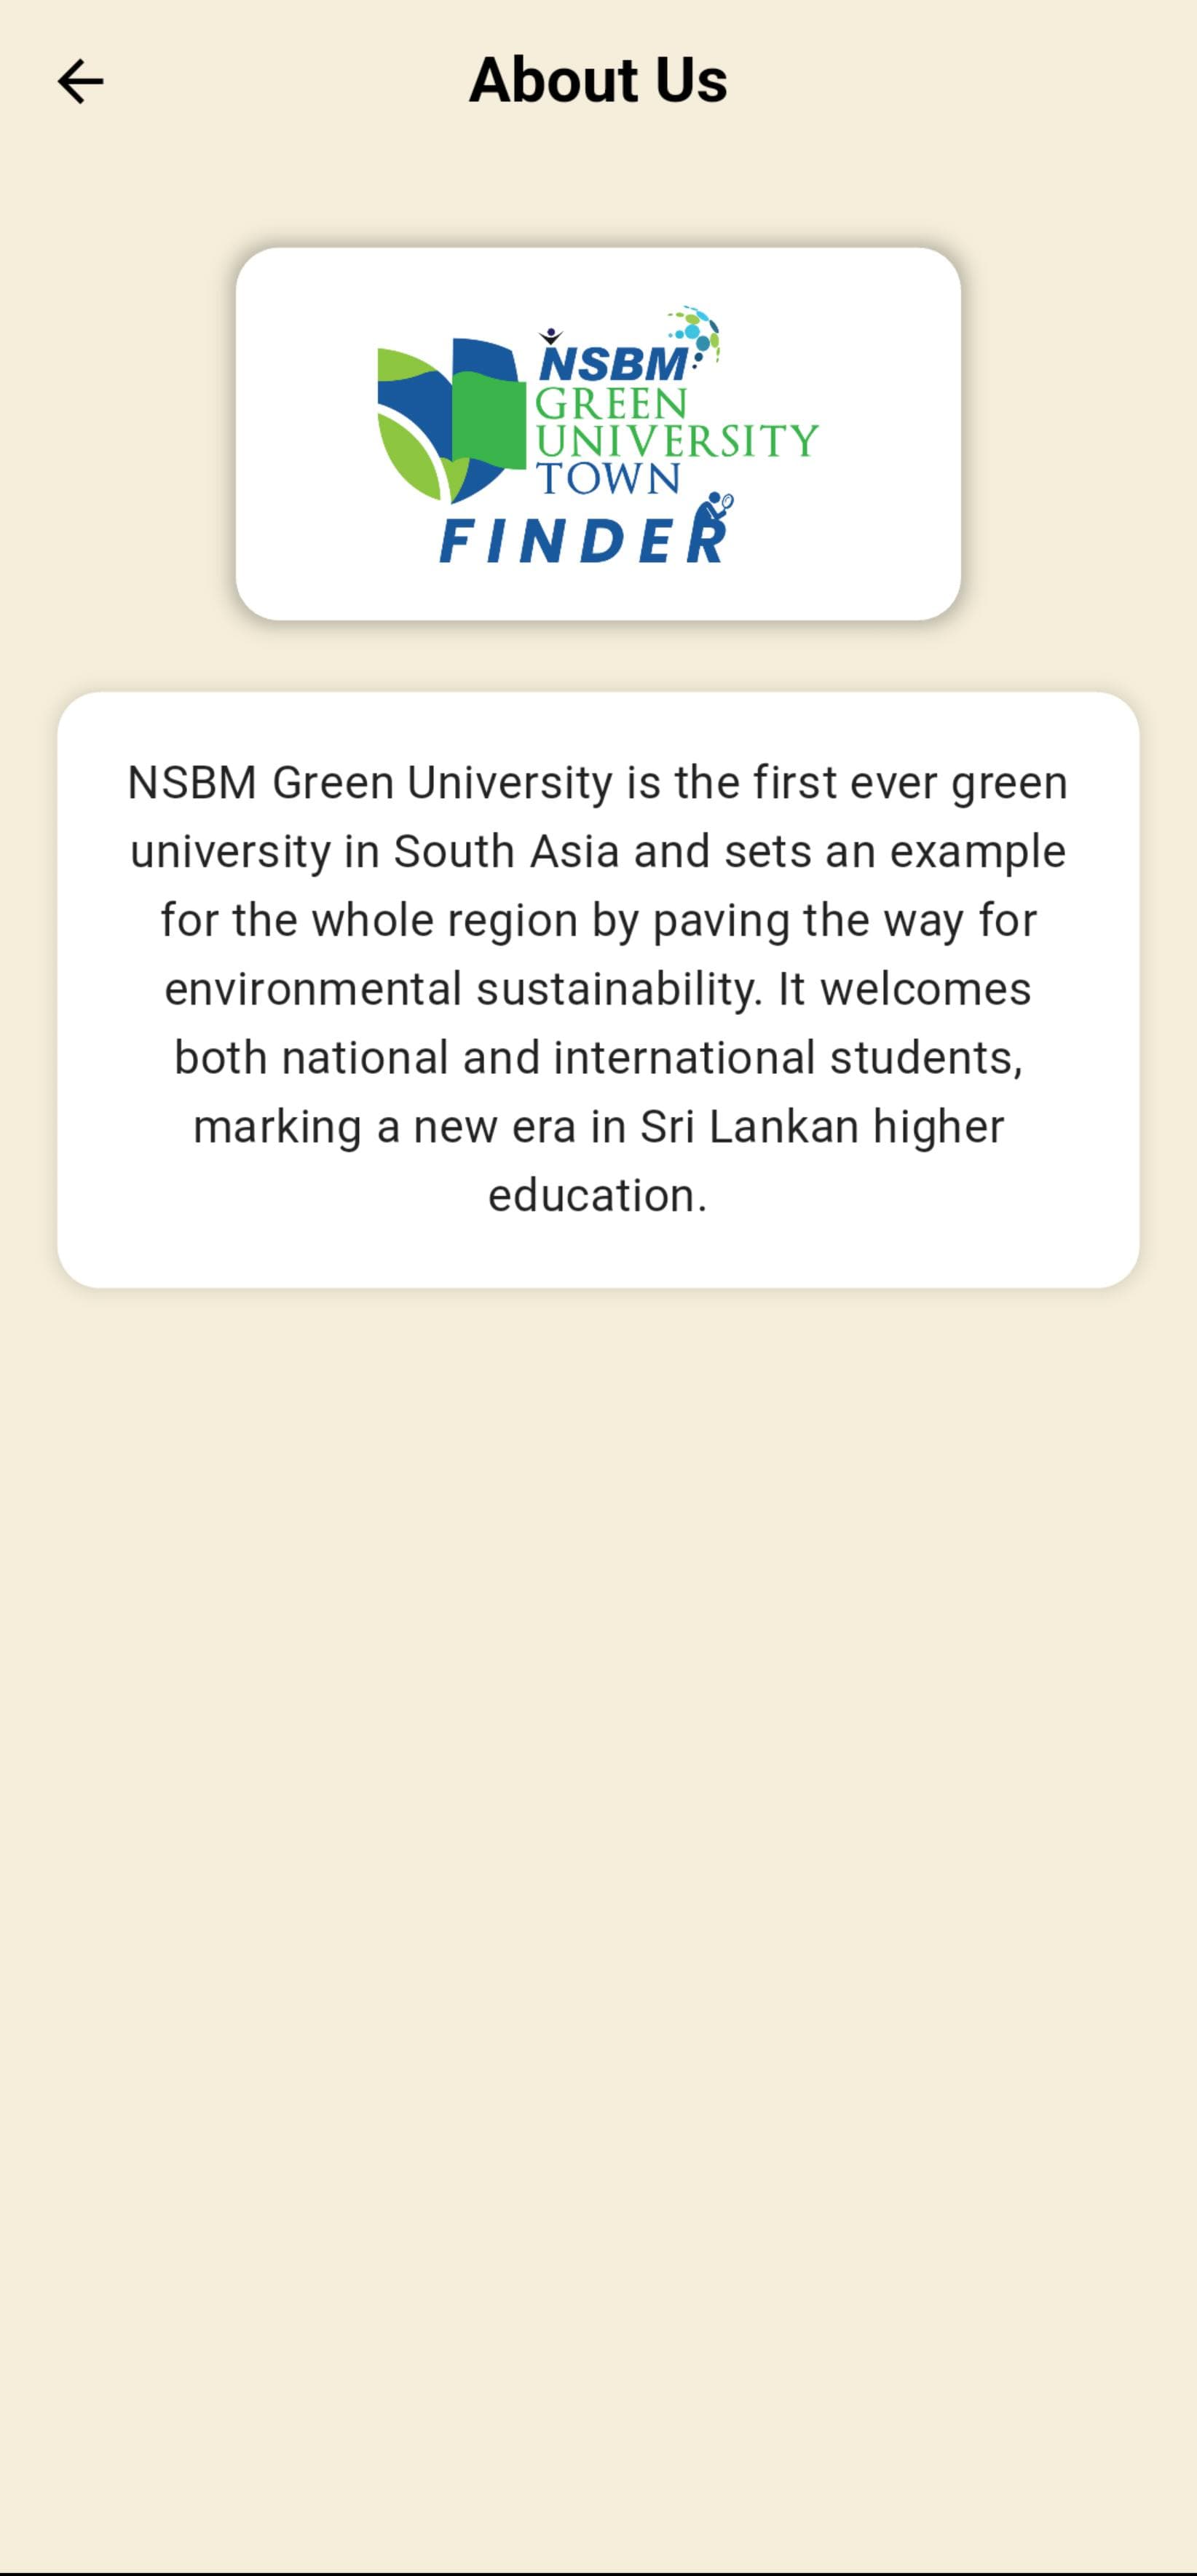 About Us
NSBM
GREEN
UNIVERSITY
TOWN
FINDER
NSBM Green University is the first ever green
university in South Asia and sets an example
for the whole region by paving the way for
environmental sustainability. It welcomes
both national and international students,
marking a new era in Sri Lankan higher
education.